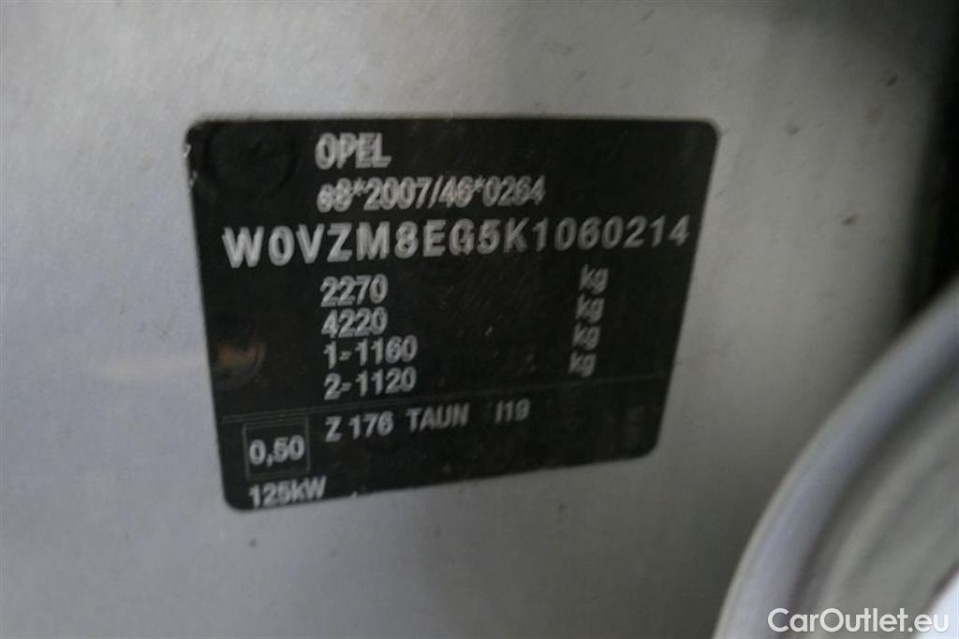 OPEL
e8*2007/46*0264
W0VZM8EG5K1060214
2270 kg
4220 kg
1-1160 kg
2-1120 kg
0,50 Z 176 TAUN I19
125kW
CarOutlet.eu